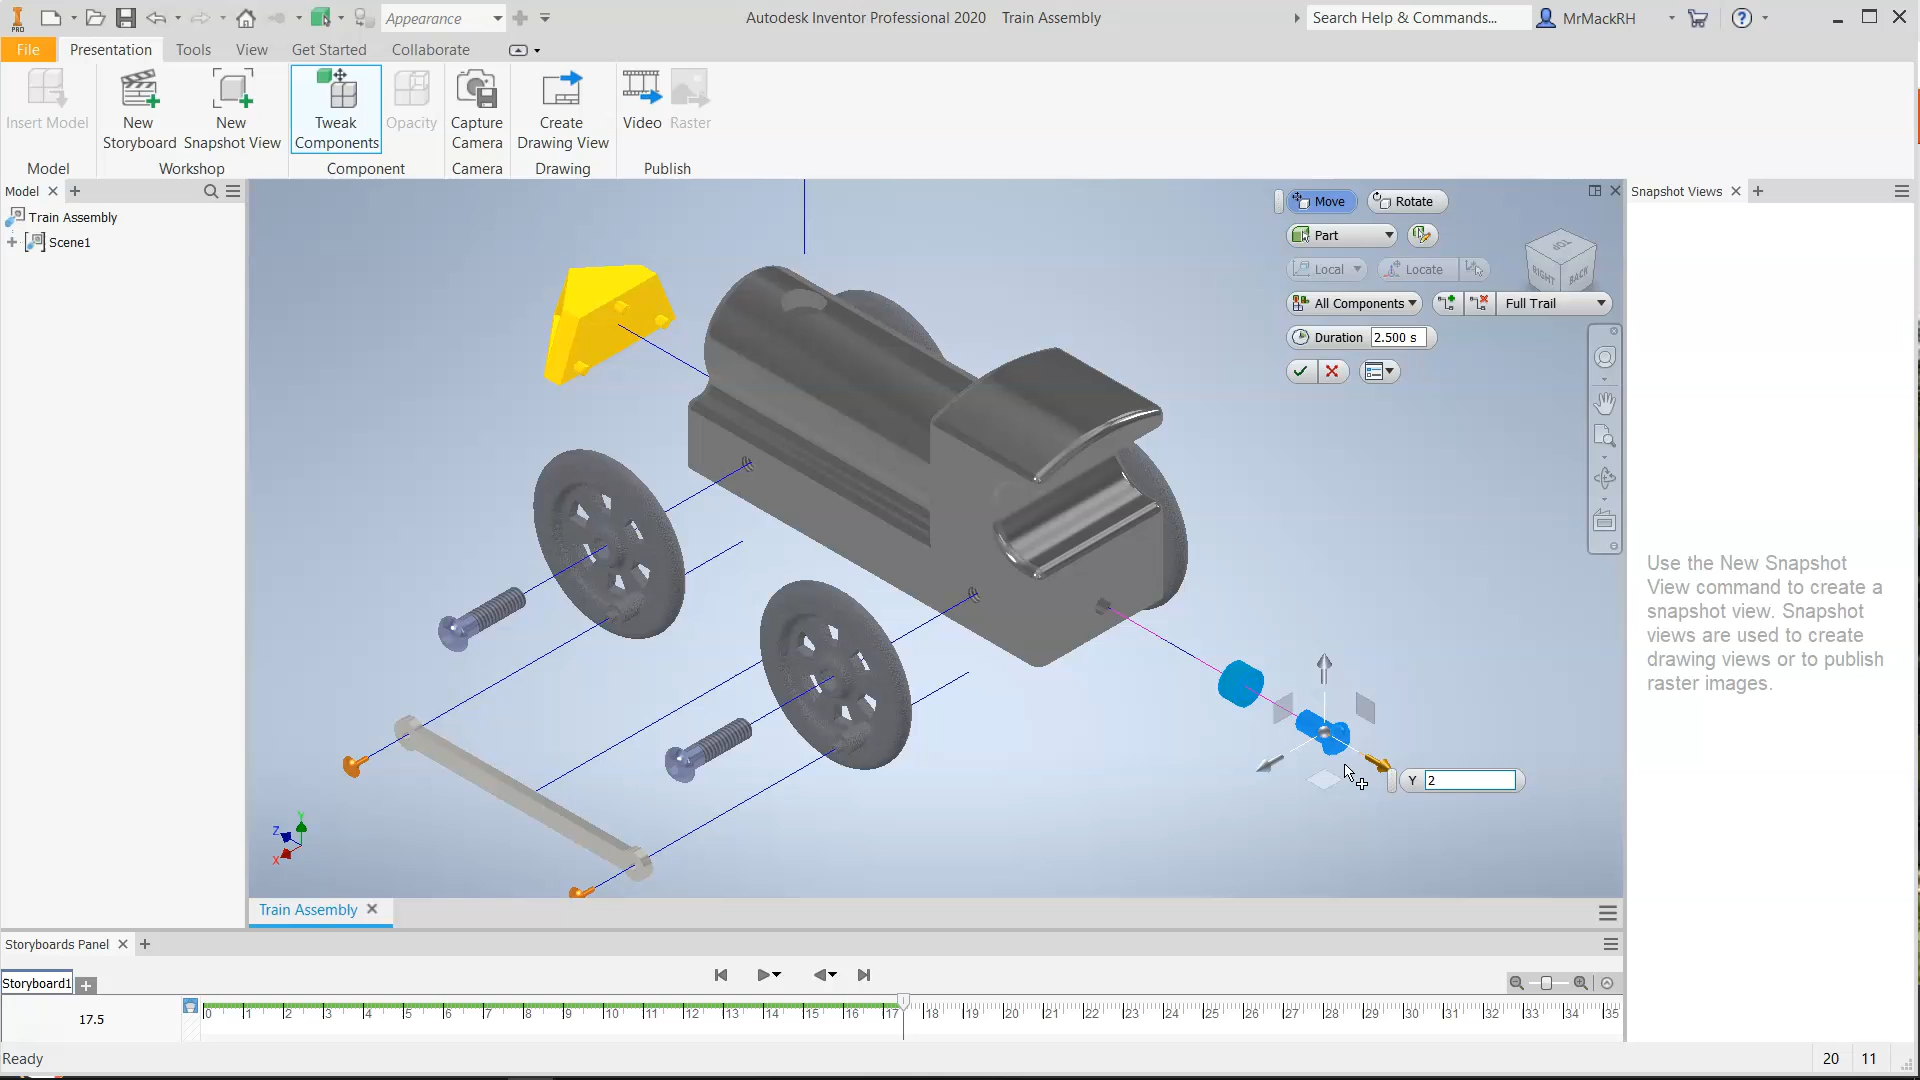 PRO
Appearance
Autodesk Inventor Professional 2020 Train Assembly
Search Help & Commands...
MrMackRH
File
Presentation
Tools
View
Get Started
Collaborate
Insert Model
New
Storyboard
New
Snapshot View
Tweak
Components
Opacity
Capture
Camera
Create
Drawing View
Video
Raster
Model
Workshop
Component
Camera
Drawing
Publish
Model
Train Assembly
Scene1
Move
Rotate
Part
Local
Locate
All Components
Full Trail
Duration 2.500 s
TOP
RIGHT
BACK
Snapshot Views
Use the New Snapshot
View command to create a
snapshot view. Snapshot
views are used to create
drawing views or to publish
raster images.
Y 2
Y
Z
X
Train Assembly
Storyboards Panel
Storyboard1
17.5
0 1 2 3 4 5 6 7 8 9 10 11 12 13 14 15 16 17 18 19 20 21 22 23 24 25 26 27 28 29 30 31 32 33 34 35
Ready
20 11